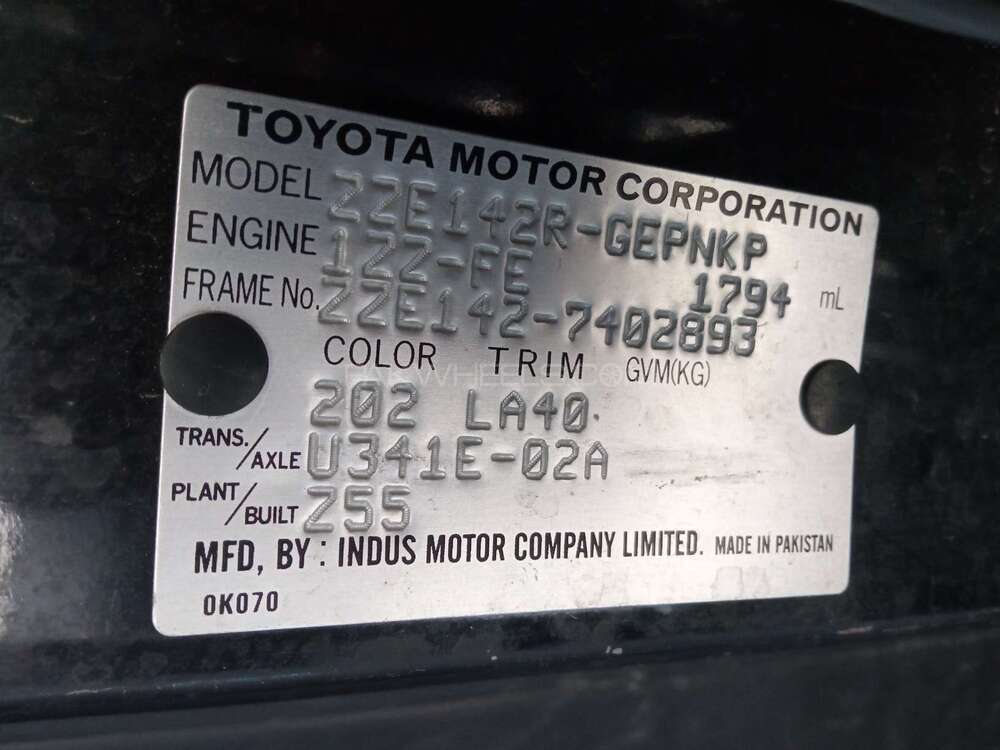 TOYOTA MOTOR CORPORATION
MODEL ZZE142R-GEPNKP
ENGINE 1ZZ-FE 1794 mL
FRAME No. ZZE142-7402893
COLOR TRIM GVM(KG)
202 LA40
TRANS./AXLE U341E-02A
PLANT/BUILT Z55
MFD, BY : INDUS MOTOR COMPANY LIMITED. MADE IN PAKISTAN
0K070